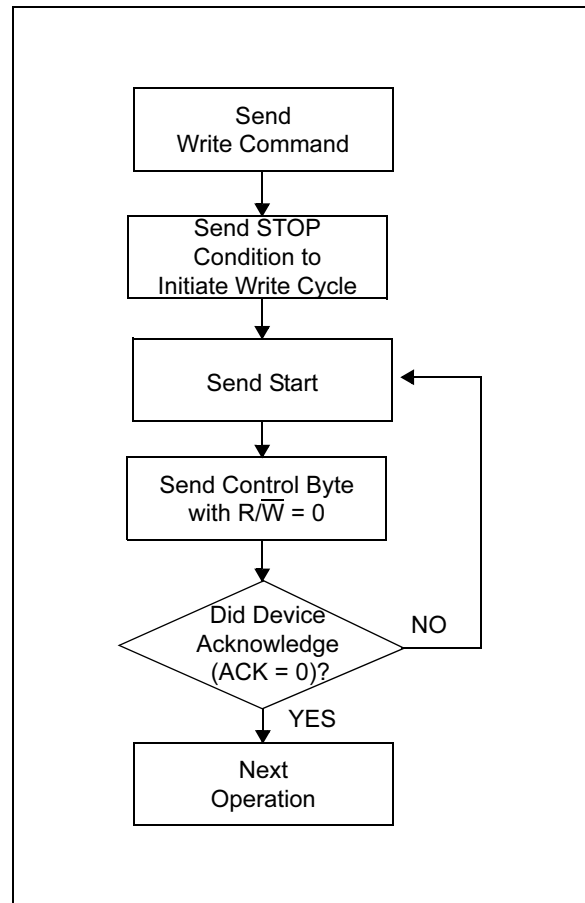 Send
Write Command
Send STOP
Condition to
Initiate Write Cycle
Send Start
Send Control Byte
with R/W̅ = 0
Did Device
Acknowledge
(ACK = 0)?
NO
YES
Next
Operation